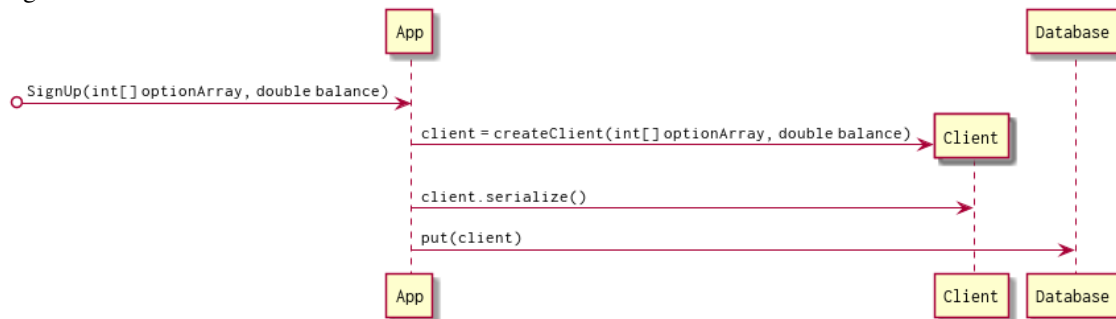 App
Database
SignUp(int[] optionArray, double balance)
client = createClient(int[] optionArray, double balance)
Client
client.serialize()
put(client)
App
Client
Database